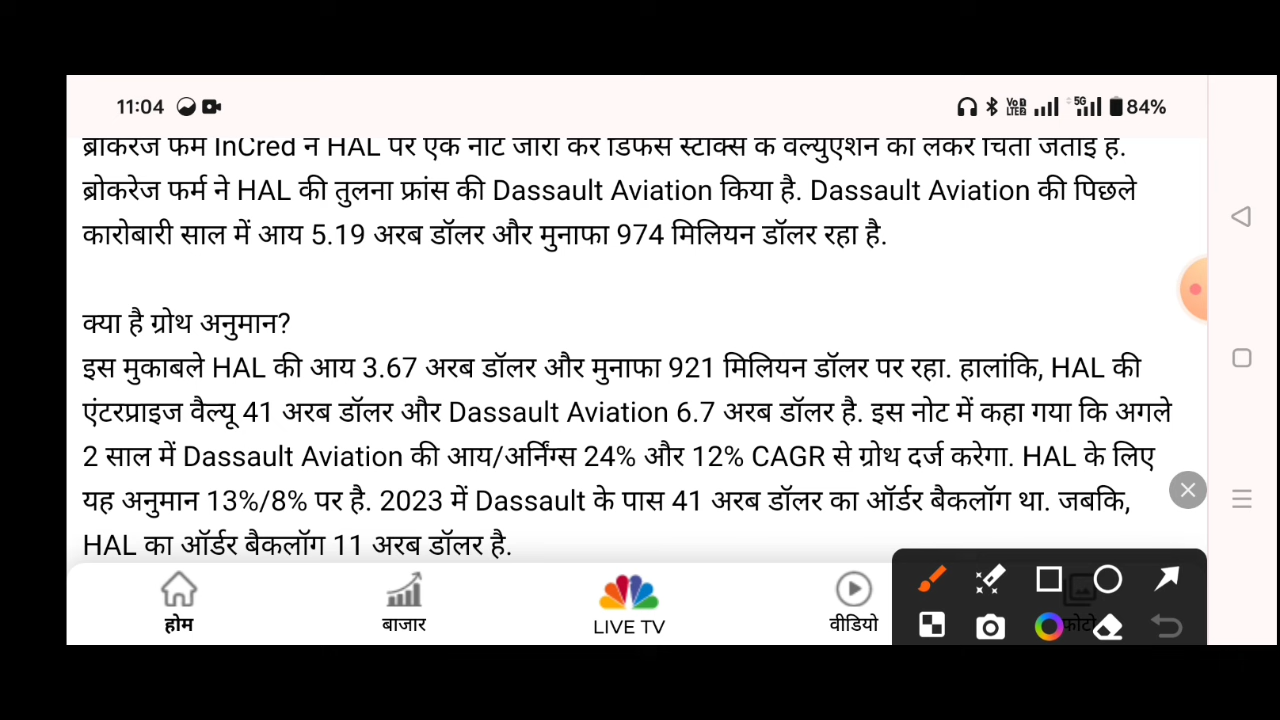 11:04
VoD LTE2 5G 84%
ब्रोकरेज फर्म InCred ने HAL पर एक नोट जारी कर डिफेंस स्टॉक्स के वैल्युएशन को लेकर चिंता जताई है.
ब्रोकरेज फर्म ने HAL की तुलना फ्रांस की Dassault Aviation किया है. Dassault Aviation की पिछले
कारोबारी साल में आय 5.19 अरब डॉलर और मुनाफा 974 मिलियन डॉलर रहा है.
क्या है ग्रोथ अनुमान?
इस मुकाबले HAL की आय 3.67 अरब डॉलर और मुनाफा 921 मिलियन डॉलर पर रहा. हालांकि, HAL की
एंटरप्राइज वैल्यू 41 अरब डॉलर और Dassault Aviation 6.7 अरब डॉलर है. इस नोट में कहा गया कि अगले
2 साल में Dassault Aviation की आय/अर्निंग्स 24% और 12% CAGR से ग्रोथ दर्ज करेगा. HAL के लिए
यह अनुमान 13%/8% पर है. 2023 में Dassault के पास 41 अरब डॉलर का ऑर्डर बैकलॉग था. जबकि,
HAL का ऑर्डर बैकलॉग 11 अरब डॉलर है.
होम बाजार LIVE TV वीडियो फोटो